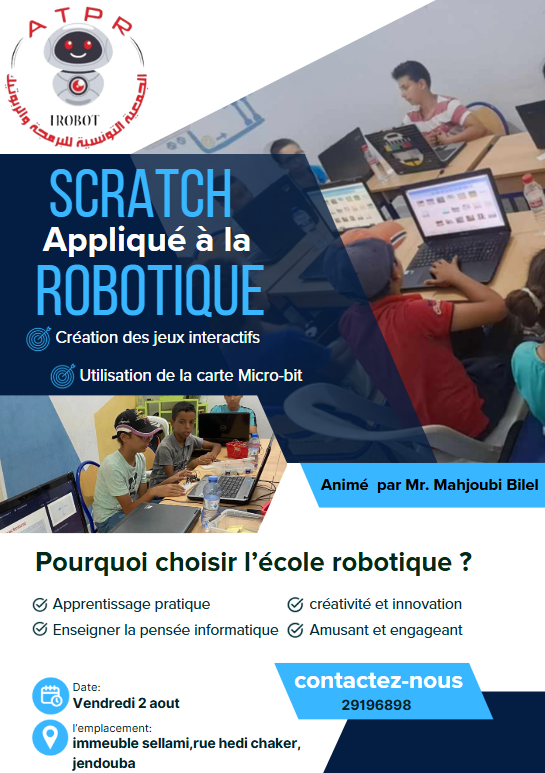 ATPR
IROBOT
الجمعية التونسية للبرمجة والروبوتيك
SCRATCH
Appliqué à la
ROBOTIQUE
Création des jeux interactifs
Utilisation de la carte Micro-bit
Animé par Mr. Mahjoubi Bilel
Pourquoi choisir l'école robotique ?
Apprentissage pratique
créativité et innovation
Enseigner la pensée informatique
Amusant et engageant
contactez-nous
29196898
Date:
Vendredi 2 aout
l'emplacement:
immeuble sellami,rue hedi chaker,
jendouba